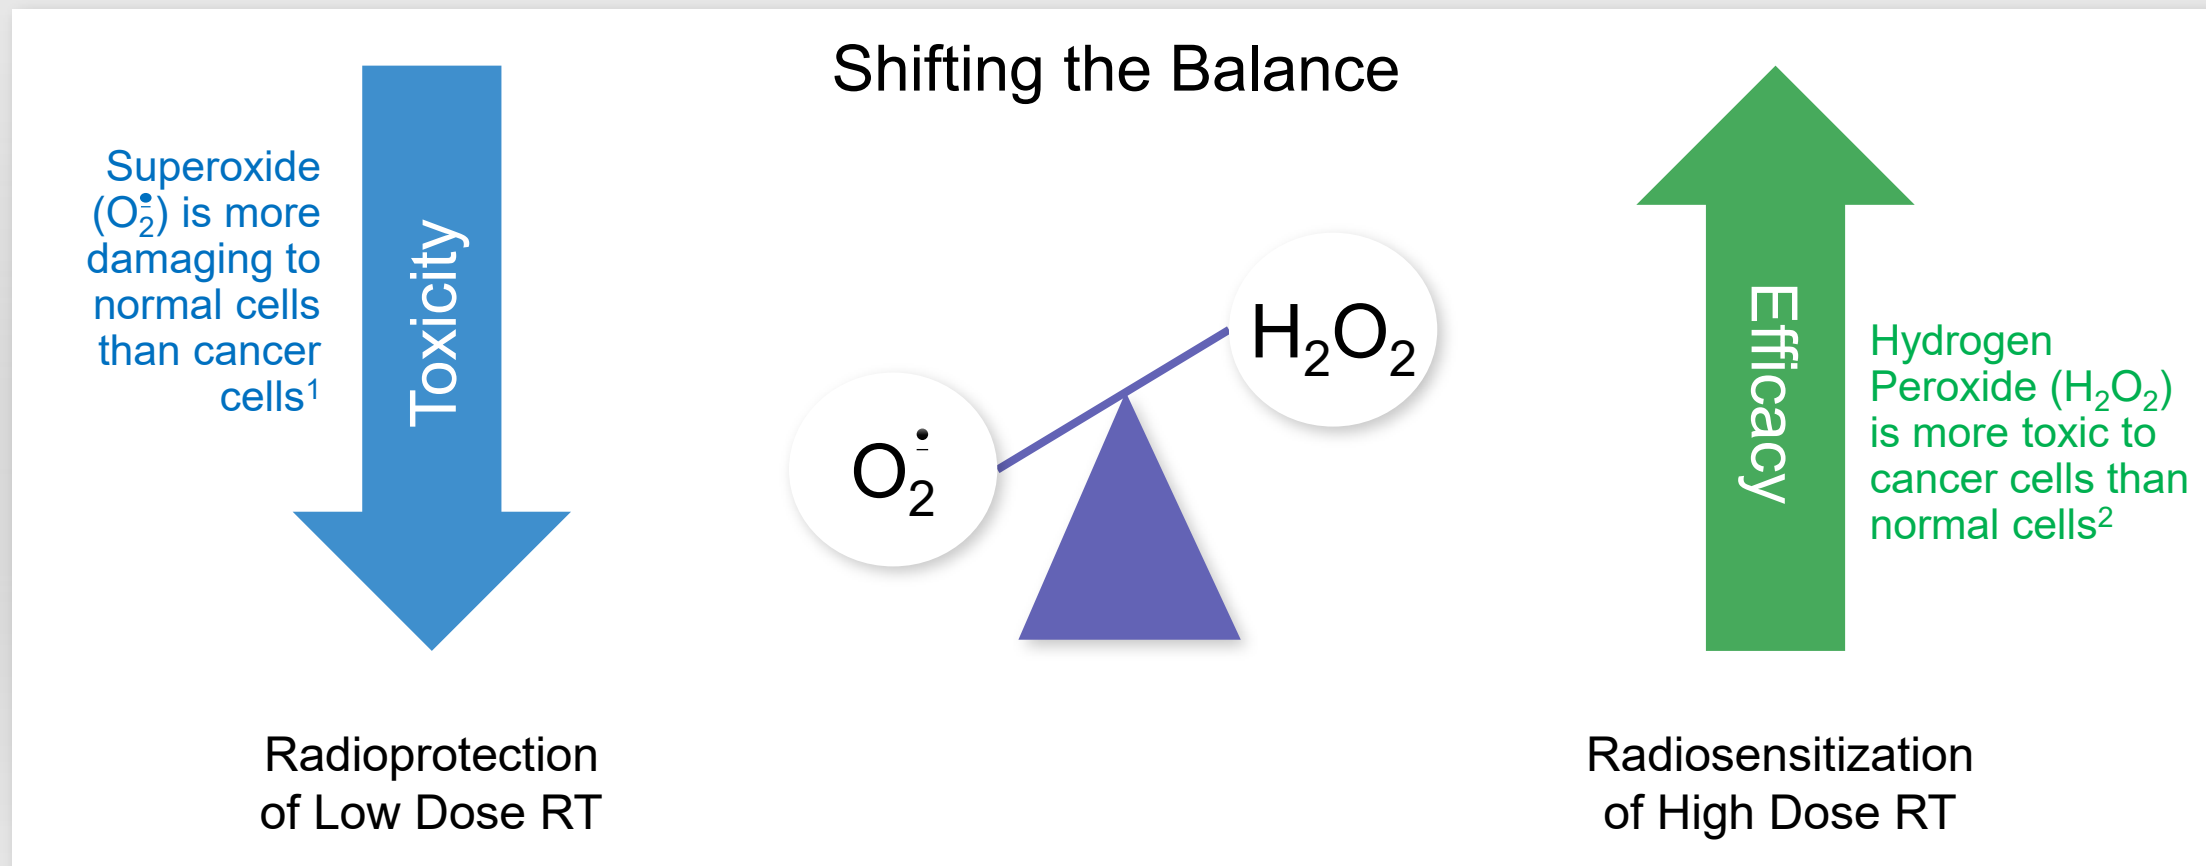 Shifting the Balance
Superoxide
(O₂•̲) is more
damaging to
normal cells
than cancer
cells¹
Toxicity
O₂•̲
H₂O₂
Efficacy
Hydrogen
Peroxide (H₂O₂)
is more toxic to
cancer cells than
normal cells²
Radioprotection
of Low Dose RT
Radiosensitization
of High Dose RT